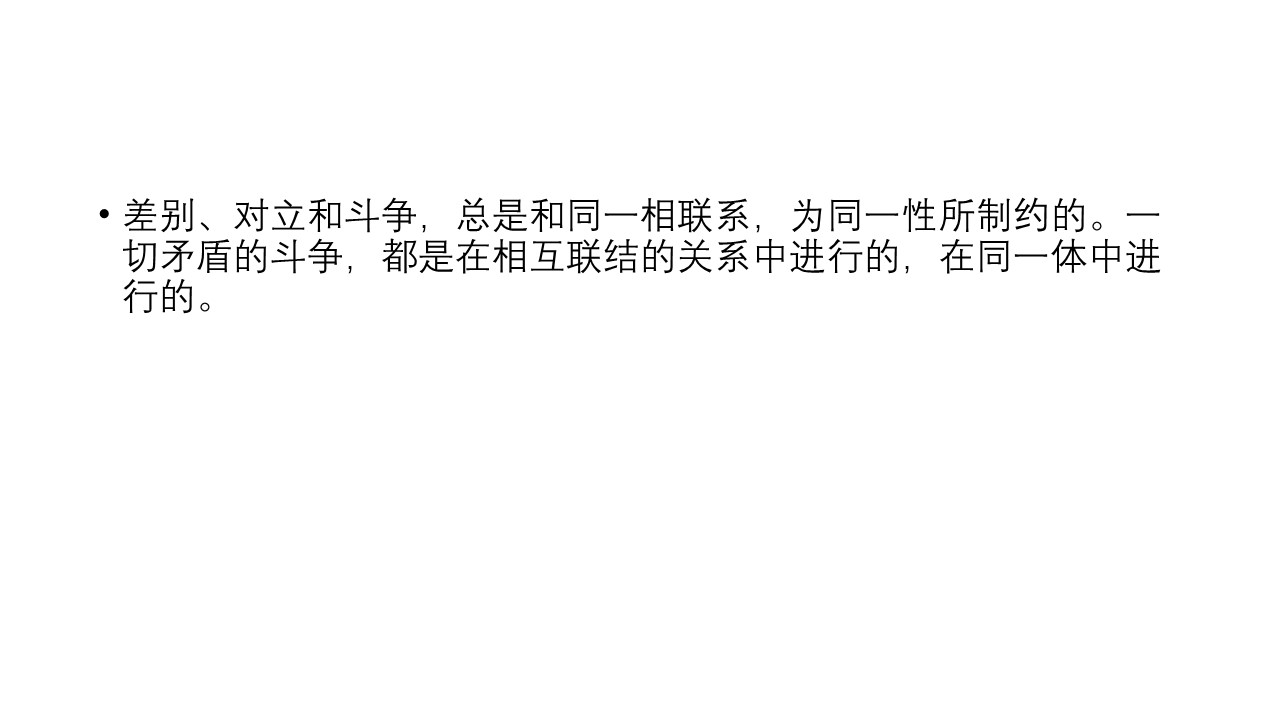 • 差别、对立和斗争，总是和同一相联系，为同一性所制约的。一
切矛盾的斗争，都是在相互联结的关系中进行的，在同一体中进
行的。